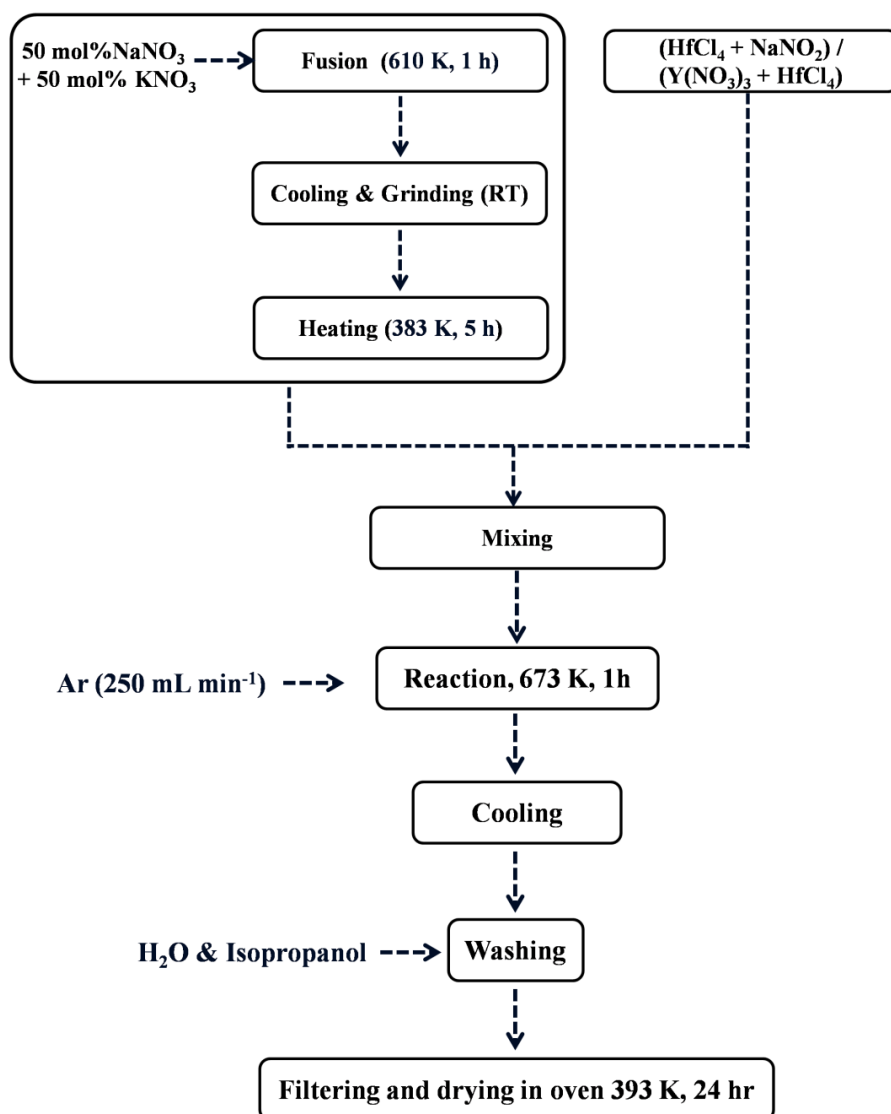 50 mol%NaNO₃
+ 50 mol% KNO₃
Fusion (610 K, 1 h)
Cooling & Grinding (RT)
Heating (383 K, 5 h)
(HfCl₄ + NaNO₂) /
(Y(NO₃)₃ + HfCl₄)
Mixing
Ar (250 mL min⁻¹)
Reaction, 673 K, 1h
Cooling
H₂O & Isopropanol
Washing
Filtering and drying in oven 393 K, 24 hr